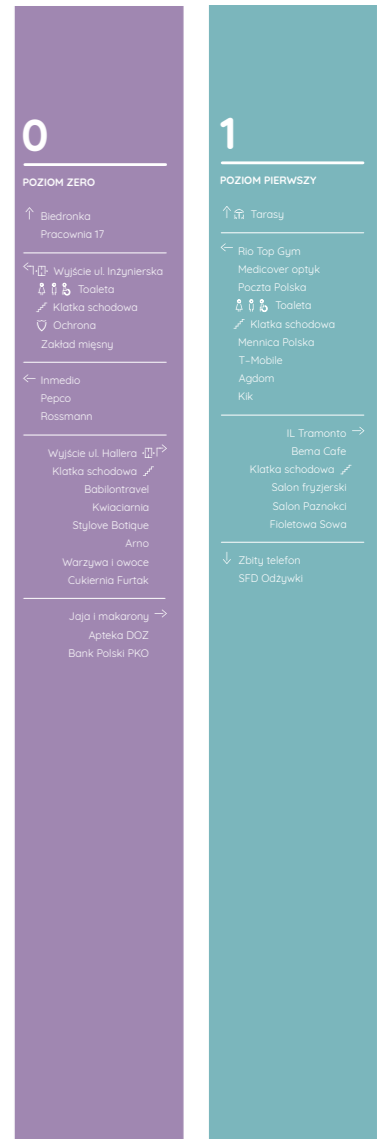 0
POZIOM ZERO
Biedronka
Pracownia 17
Wyjście ul. Inżynierska
Toaleta
Klatka schodowa
Ochrona
Zakład mięsny
Inmedio
Pepco
Rossmann
Wyjście ul. Hallera
Klatka schodowa
Babilontravel
Kwiaciarnia
Stylove Botique
Arno
Warzywa i owoce
Cukiernia Furtak
Jaja i makarony
Apteka DOZ
Bank Polski PKO
1
POZIOM PIERWSZY
Tarasy
Rio Top Gym
Medicover optyk
Poczta Polska
Toaleta
Klatka schodowa
Mennica Polska
T-Mobile
Agdom
Kik
IL Tramonto
Bema Cafe
Klatka schodowa
Salon fryzjerski
Salon Paznokci
Fioletowa Sowa
Zbity telefon
SFD Odżywki